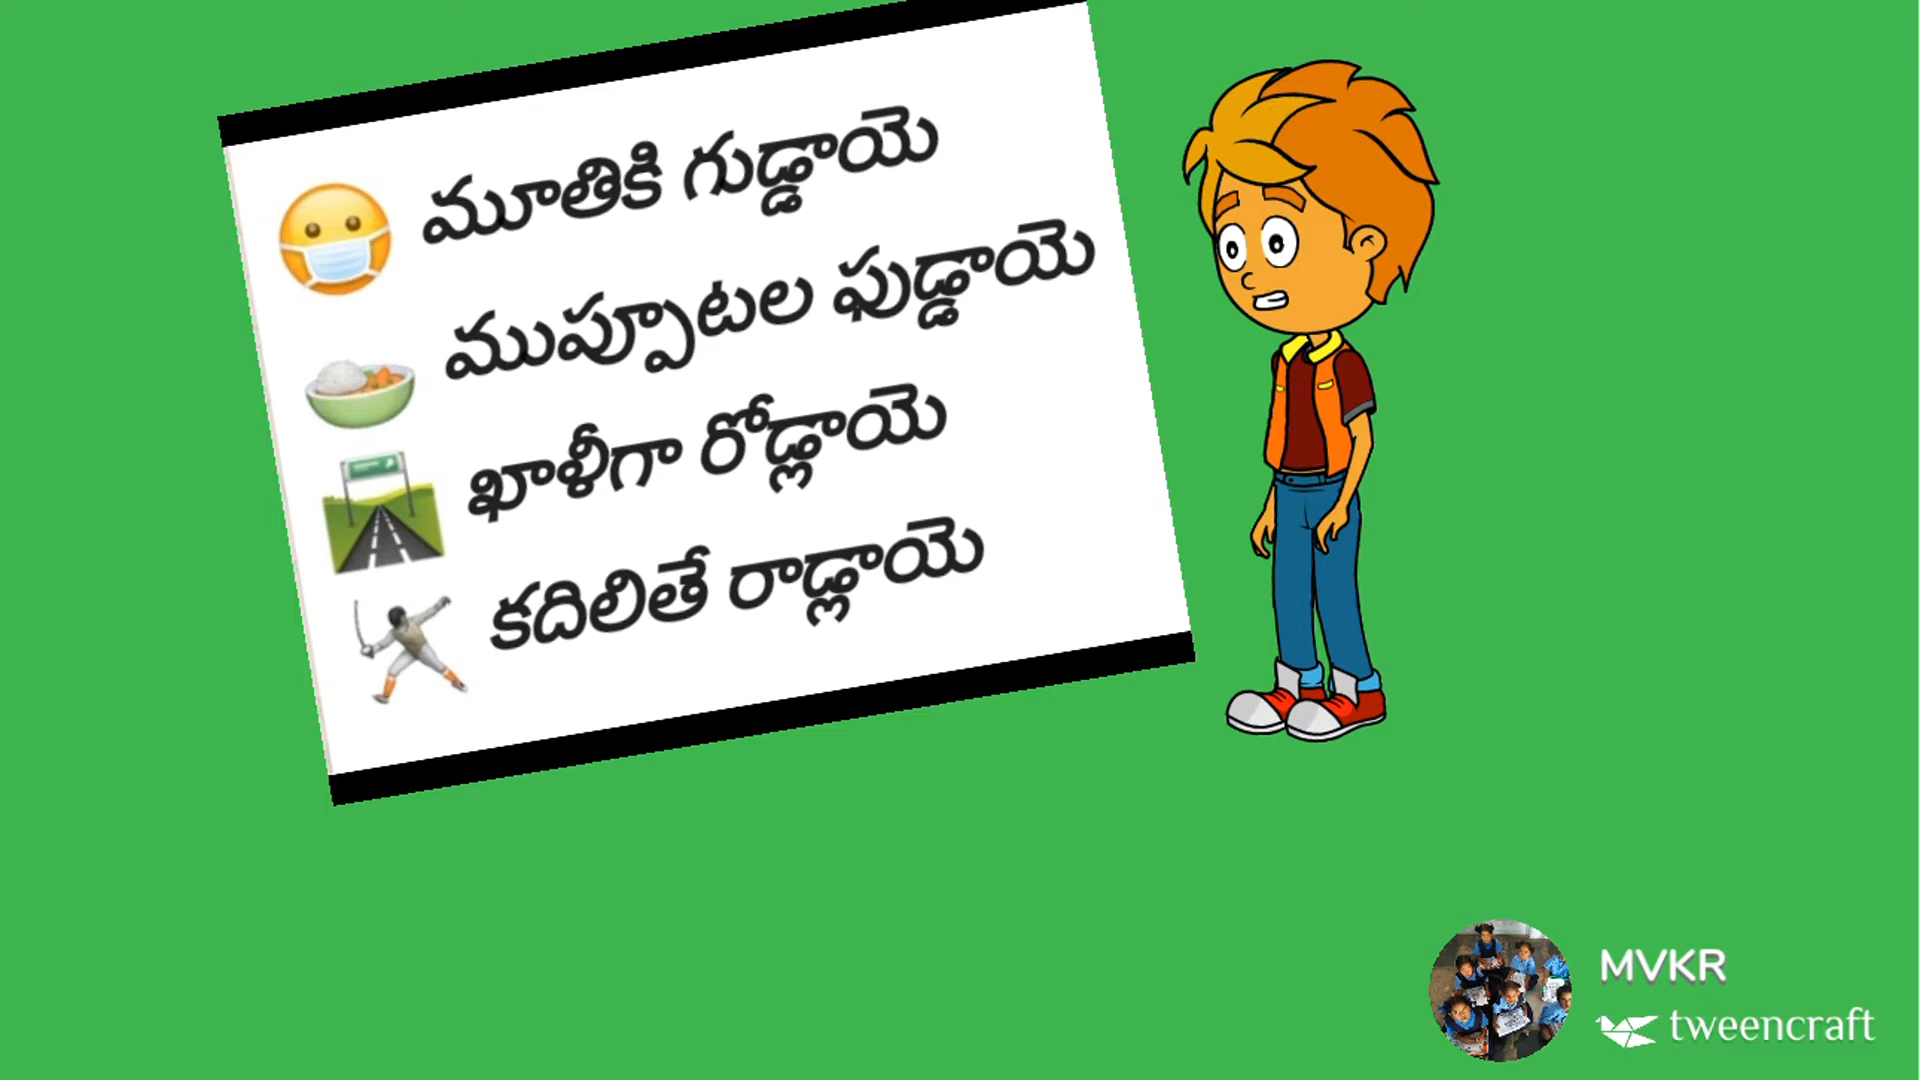 మూతికి గుడ్డాయె
ముప్పూటల ఫుడ్డాయె
ఖాళీగా రోడ్లాయె
కదిలితే రాడ్లాయె
MVKR
tweencraft